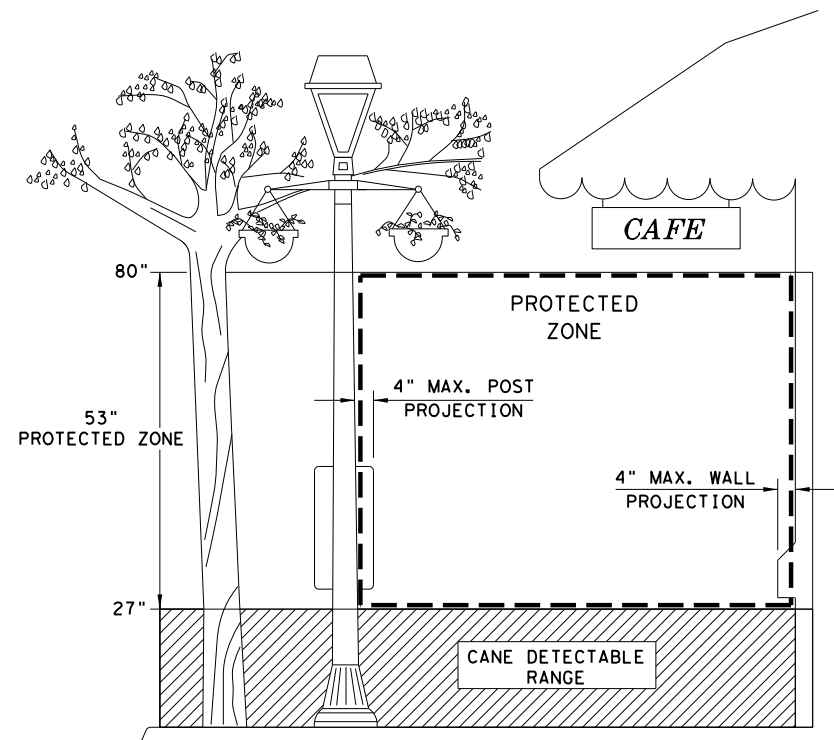 CAFE
80"
PROTECTED
ZONE
4" MAX. POST
PROJECTION
53"
PROTECTED ZONE
4" MAX. WALL
PROJECTION
27"
CANE DETECTABLE
RANGE